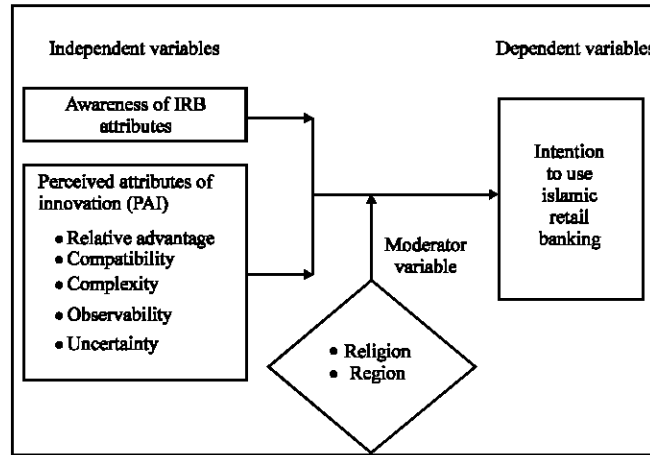 Independent variables
Dependent variables
Awareness of IRB
attributes
Perceived attributes of
innovation (PAI)
• Relative advantage
• Compatibility
• Complexity
• Observability
• Uncertainty
Intention
to use
islamic
retail
banking
Moderator
variable
• Religion
• Region